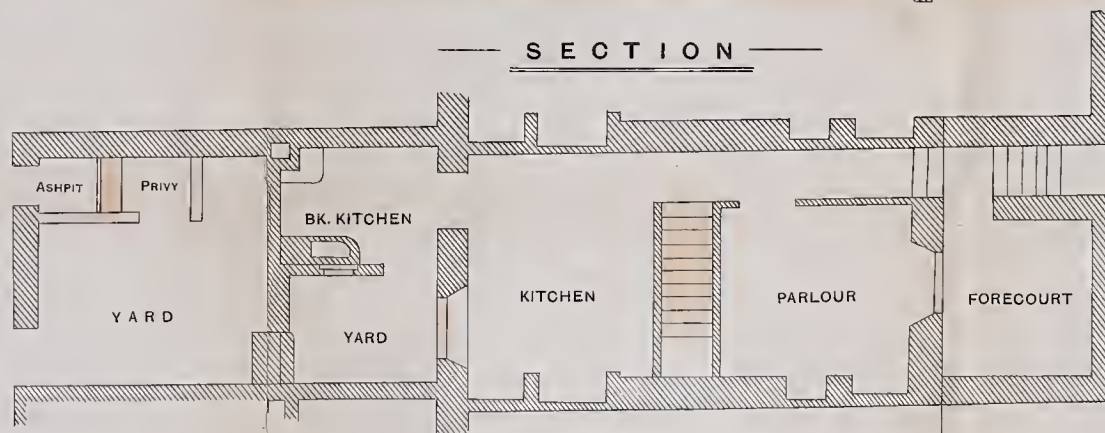 SECTION
ASHPIT
PRIVY
BK. KITCHEN
YARD
YARD
KITCHEN
PARLOUR
FORECOURT